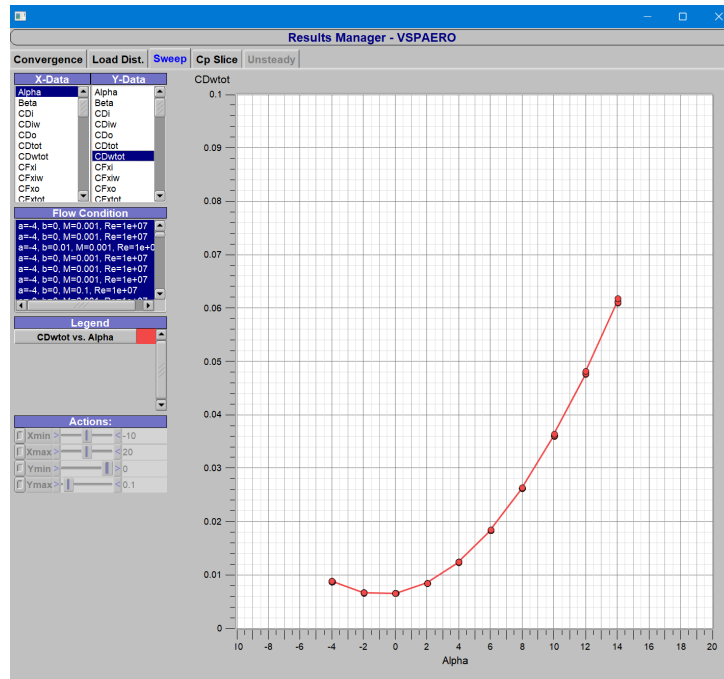 Results Manager - VSPAERO
Convergence Load Dist. Sweep Cp Slice Unsteady
X-Data Y-Data
Alpha Alpha
Beta Beta
CDi CDi
CDiw CDiw
CDo CDo
CDtot CDtot
CDwtot CDwtot
CFxi CFxi
CFxiw CFxiw
CFxo CFxo
CFxtot CFxtot
Flow Condition
a=-4, b=0, M=0.001, Re=1e+07
a=-4, b=0, M=0.001, Re=1e+07
a=-4, b=0.01, M=0.001, Re=1e+0
a=-4, b=0, M=0.001, Re=1e+07
a=-4, b=0, M=0.001, Re=1e+07
a=-4, b=0, M=0.001, Re=1e+07
a=-4, b=0, M=0.1, Re=1e+07
Legend
CDwtot vs. Alpha
Actions:
F Xmin > < -10
F Xmax > < 20
F Ymin > > 0
F Ymax > < 0.1
CDwtot
0.1
0.09
0.08
0.07
0.06
0.05
0.04
0.03
0.02
0.01
0
10 -8 -6 -4 -2 0 2 4 6 8 10 12 14 16 18 20
Alpha